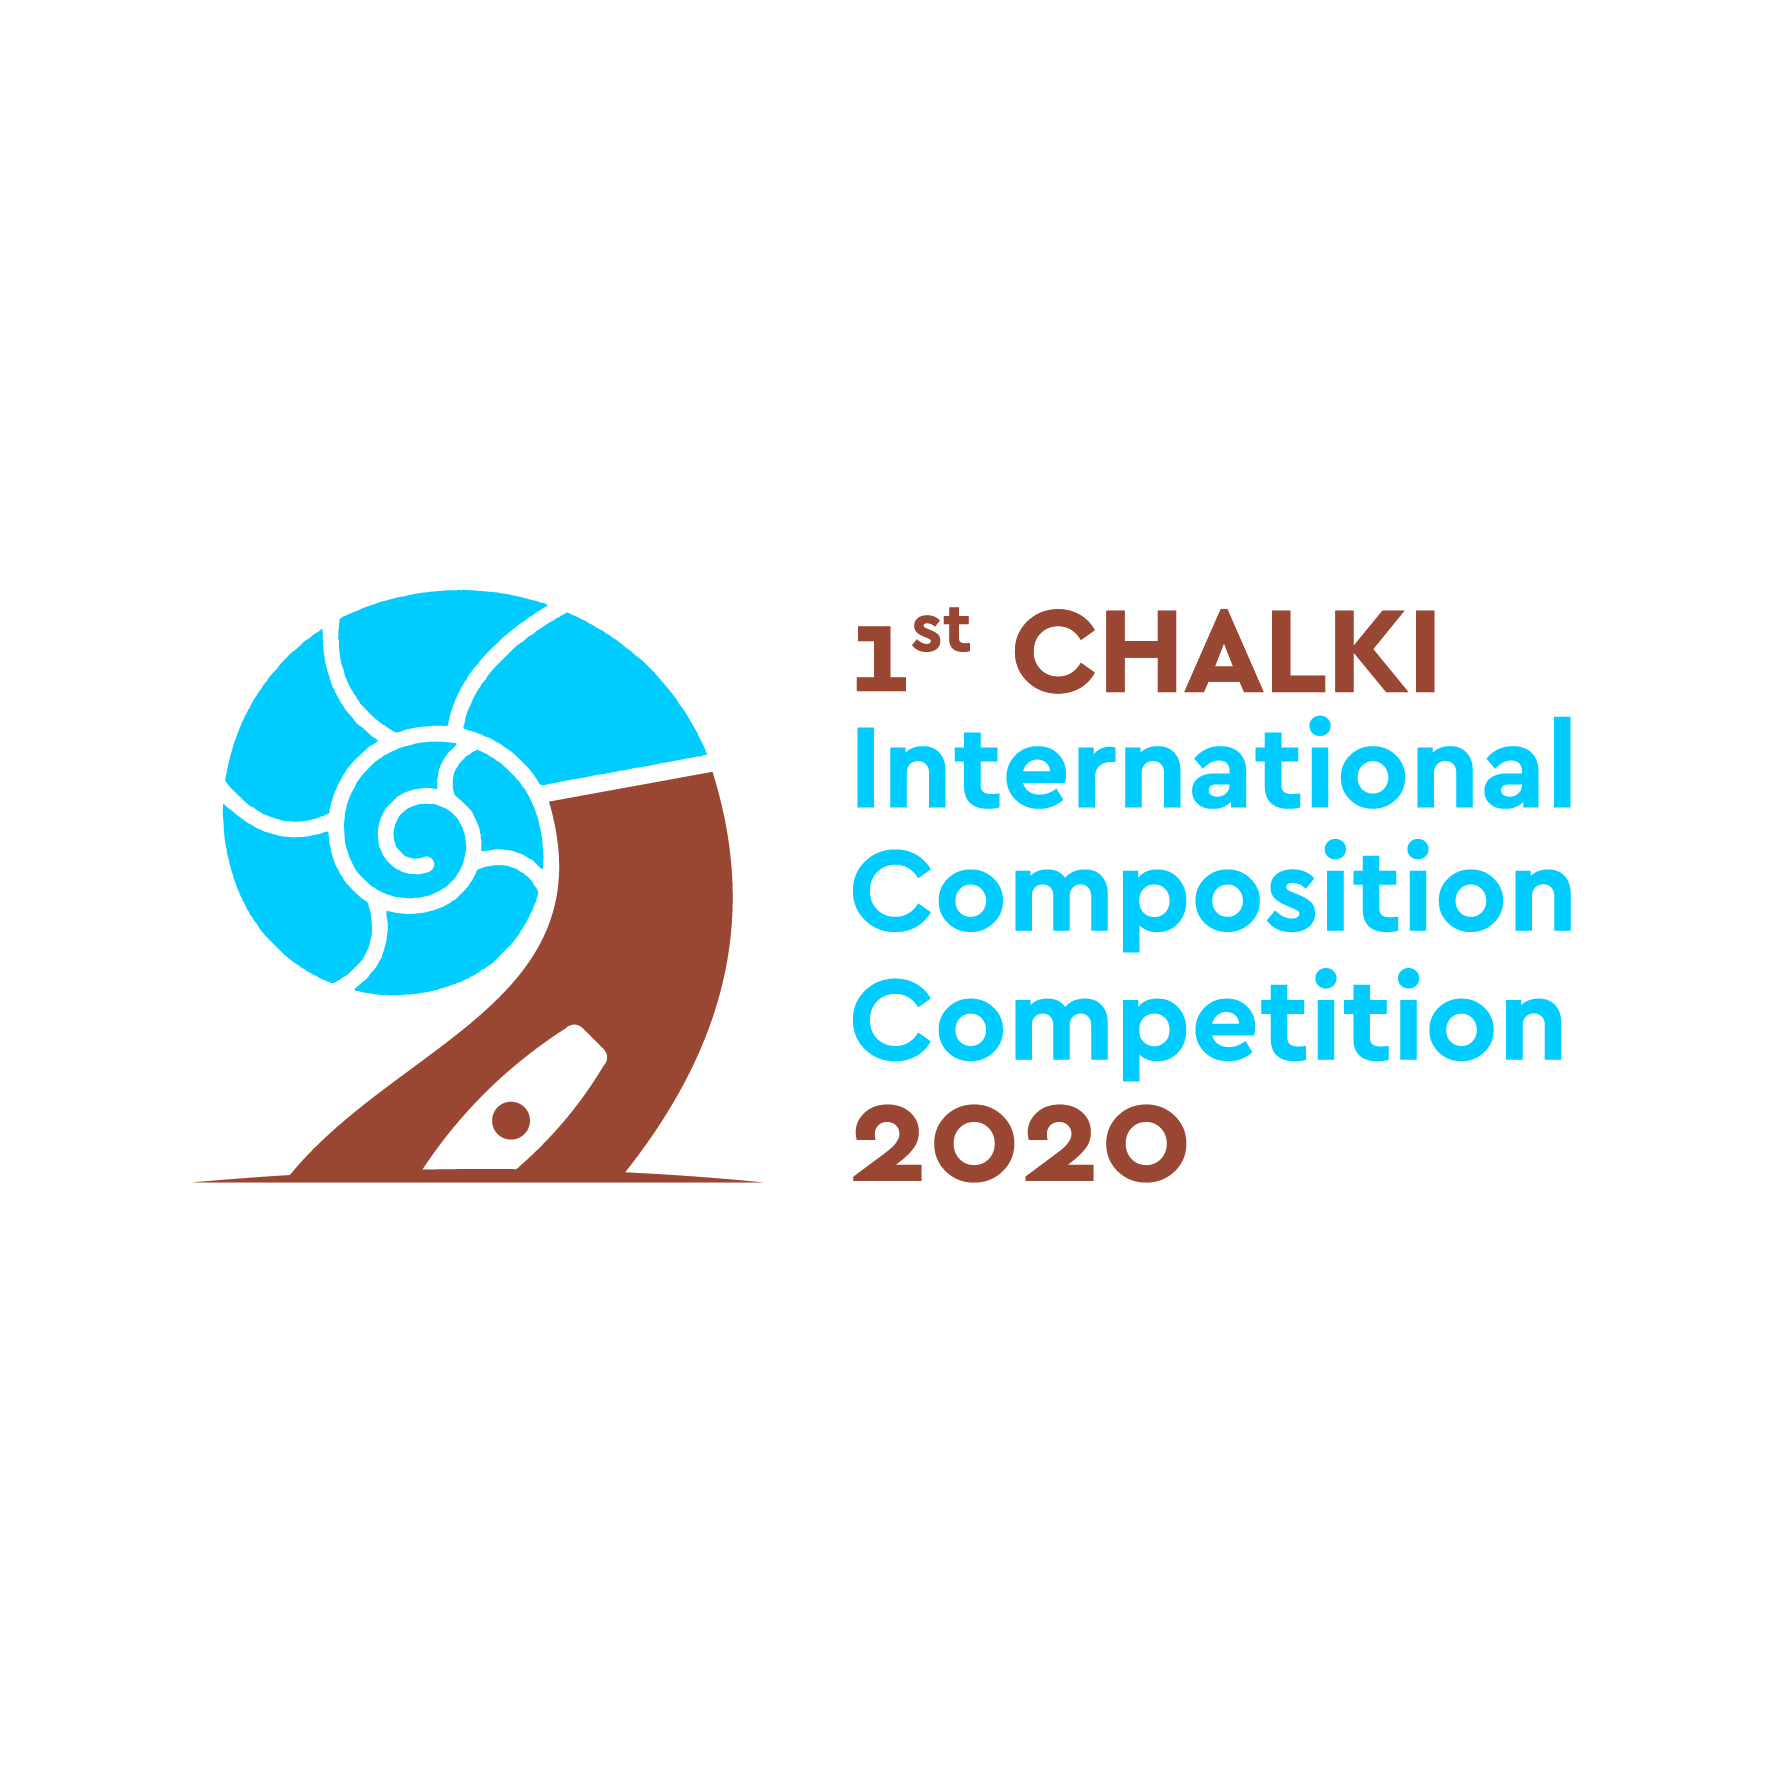 1st CHALKI
International
Composition
Competition
2020